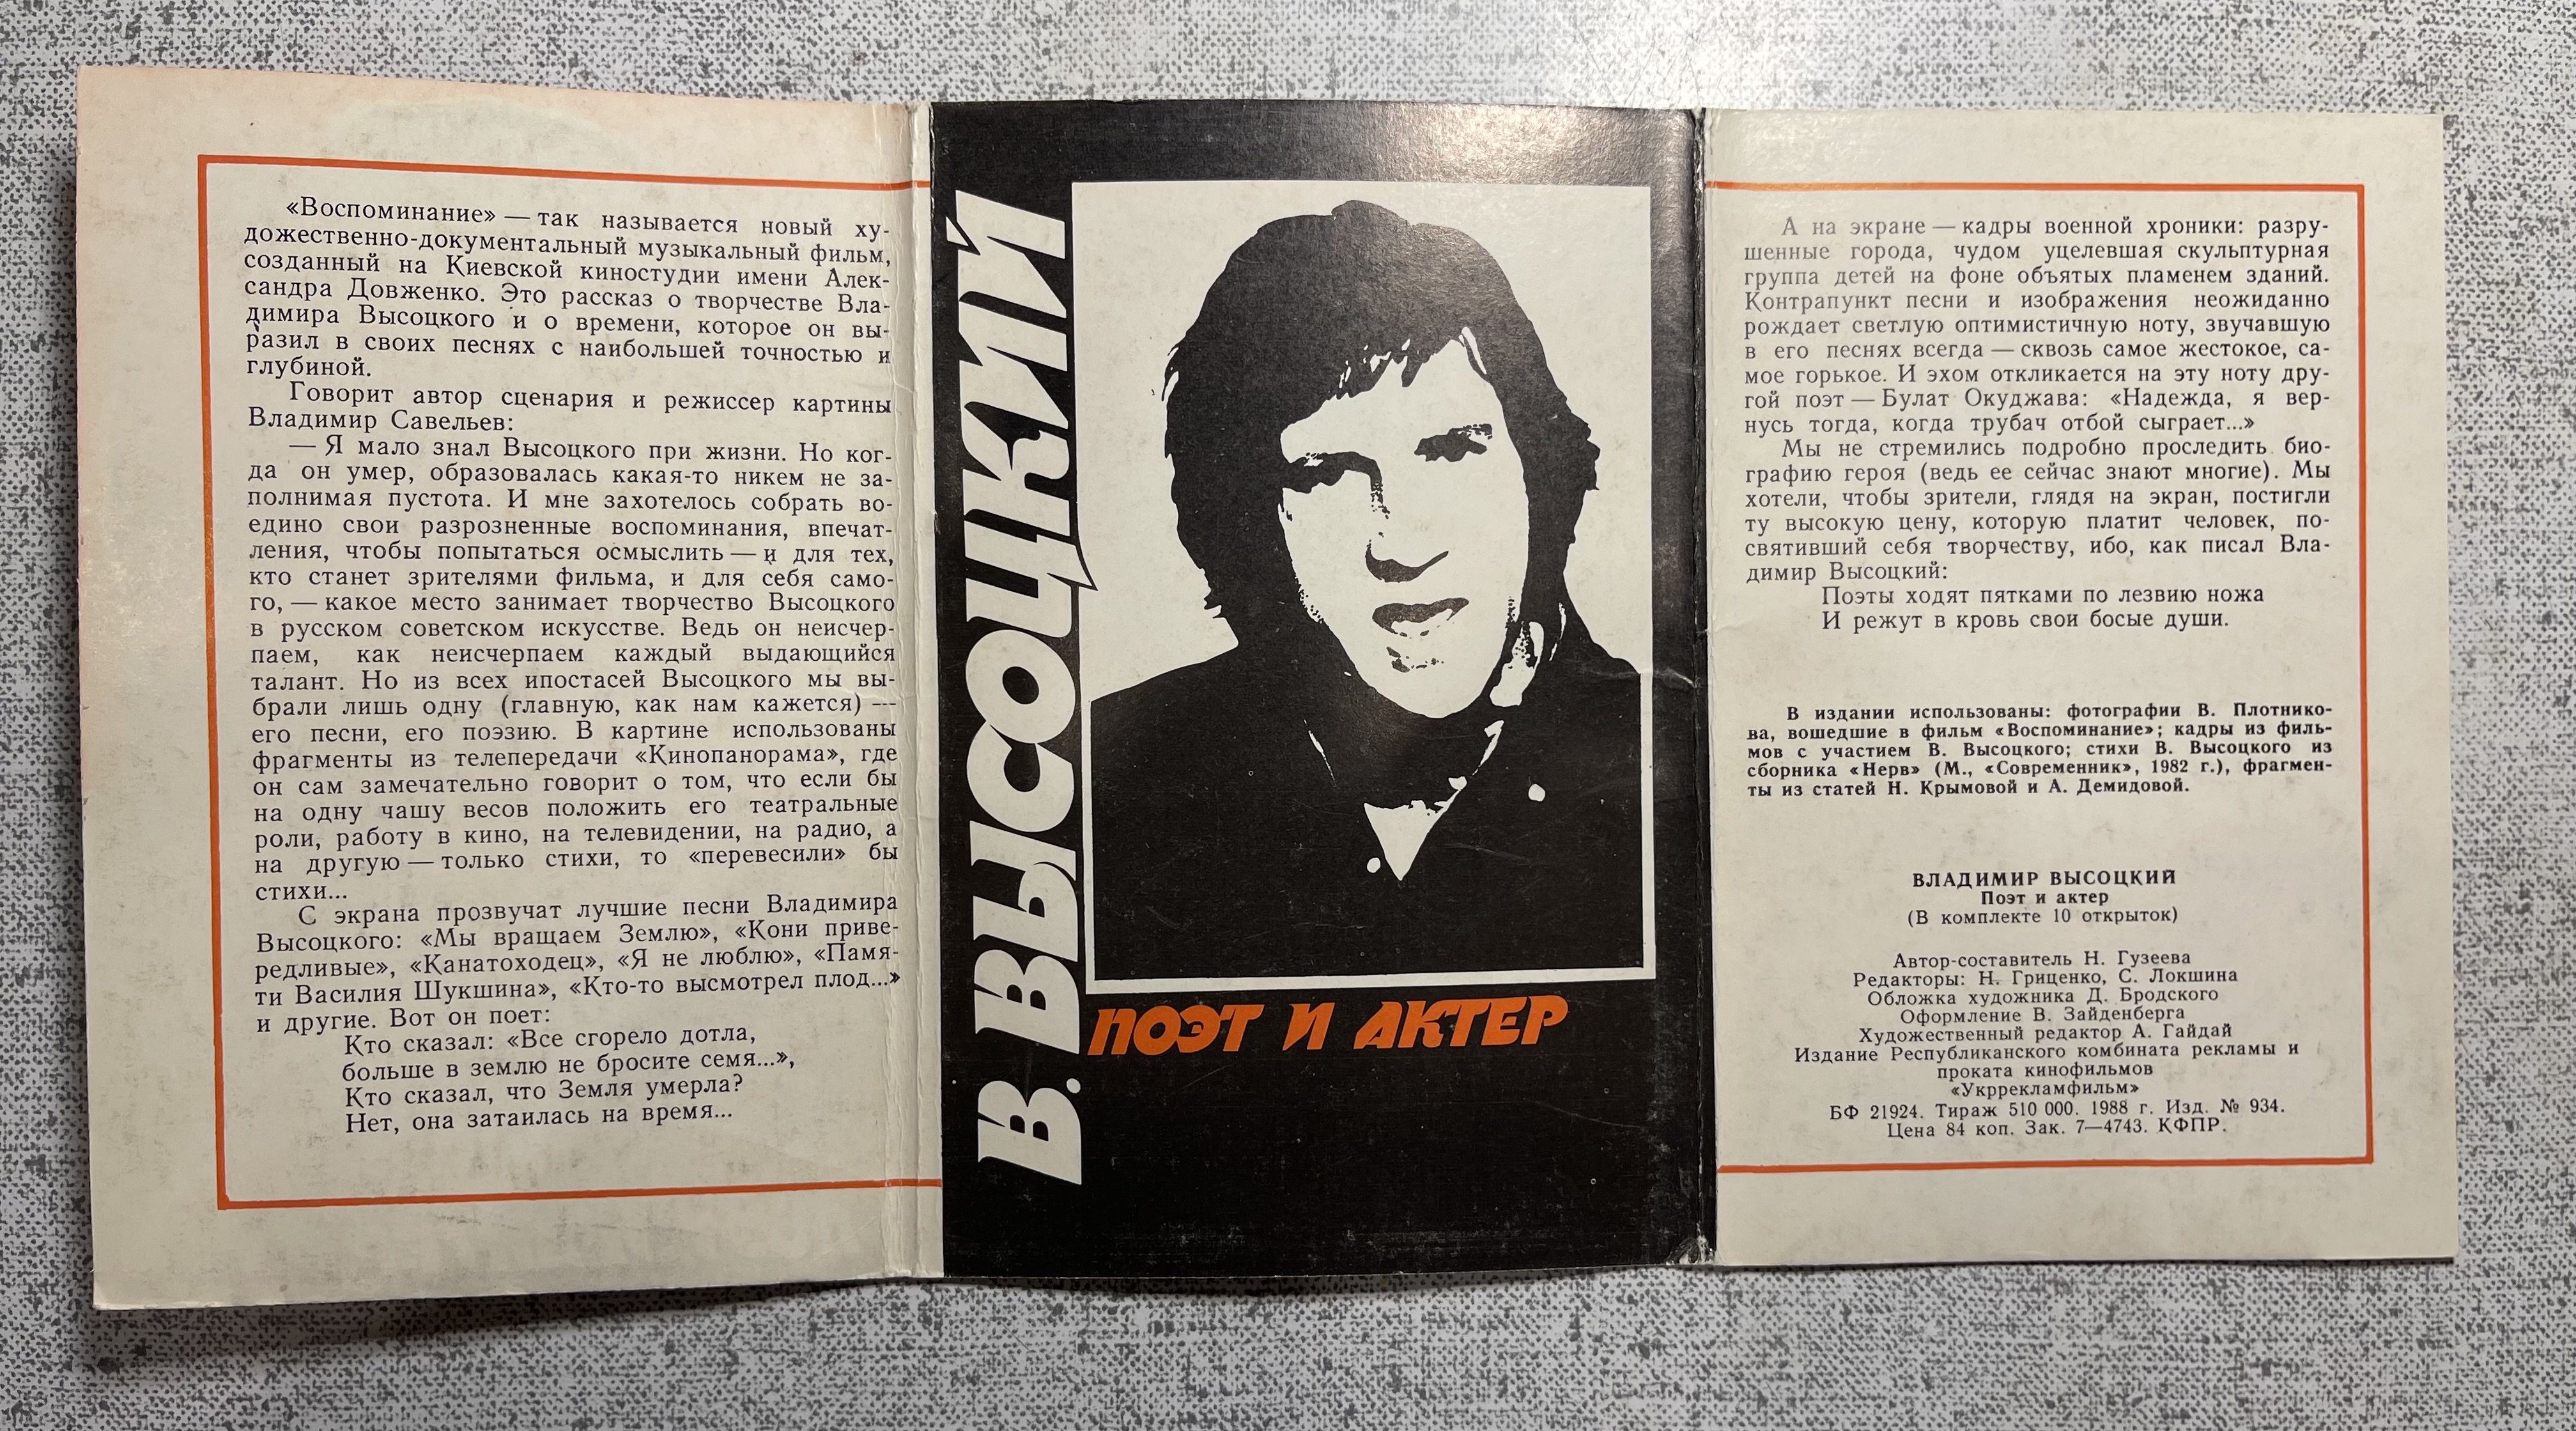 «Воспоминание» — так называется новый ху-
дожественно-документальный музыкальный фильм,
созданный на Киевской киностудии имени Алек-
сандра Довженко. Это рассказ о творчестве Вла-
димира Высоцкого и о времени, которое он вы-
разил в своих песнях с наибольшей точностью и
глубиной.
Говорит автор сценария и режиссер картины
Владимир Савельев:
— Я мало знал Высоцкого при жизни. Но ког-
да он умер, образовалась какая-то никем не за-
полнимая пустота. И мне захотелось собрать во-
едино свои разрозненные воспоминания, впечат-
ления, чтобы попытаться осмыслить — и для тех,
кто станет зрителями фильма, и для себя само-
го, — какое место занимает творчество Высоцкого
в русском советском искусстве. Ведь он неисчер-
паем, как неисчерпаем каждый выдающийся
талант. Но из всех ипостасей Высоцкого мы вы-
брали лишь одну (главную, как нам кажется) —
его песни, его поэзию. В картине использованы
фрагменты из телепередачи «Кинопанорама», где
он сам замечательно говорит о том, что если бы
на одну чашу весов положить его театральные
роли, работу в кино, на телевидении, на радио, а
на другую — только стихи, то «перевесили» бы
стихи...
С экрана прозвучат лучшие песни Владимира
Высоцкого: «Мы вращаем Землю», «Кони приве-
редливые», «Канатоходец», «Я не люблю», «Памя-
ти Василия Шукшина», «Кто-то высмотрел плод...»
и другие. Вот он поет:
Кто сказал: «Все сгорело дотла,
больше в землю не бросите семя...»,
Кто сказал, что Земля умерла?
Нет, она затаилась на время...
В. ВЫСОЦКИЙ
ПОЭТ И АКТЕР
А на экране — кадры военной хроники: разру-
шенные города, чудом уцелевшая скульптурная
группа детей на фоне объятых пламенем зданий.
Контрапункт песни и изображения неожиданно
рождает светлую оптимистичную ноту, звучавшую
в его песнях всегда — сквозь самое жестокое, са-
мое горькое. И эхом откликается на эту ноту дру-
гой поэт — Булат Окуджава: «Надежда, я вер-
нусь тогда, когда трубач отбой сыграет...»
Мы не стремились подробно проследить био-
графию героя (ведь ее сейчас знают многие). Мы
хотели, чтобы зрители, глядя на экран, постигли
ту высокую цену, которую платит человек, по-
святивший себя творчеству, ибо, как писал Вла-
димир Высоцкий:
Поэты ходят пятками по лезвию ножа
И режут в кровь свои босые души.
В издании использованы: фотографии В. Плотнико-
ва, вошедшие в фильм «Воспоминание»; кадры из филь-
мов с участием В. Высоцкого; стихи В. Высоцкого из
сборника «Нерв» (М., «Современник», 1982 г.), фрагмен-
ты из статей Н. Крымовой и А. Демидовой.
ВЛАДИМИР ВЫСОЦКИЙ
Поэт и актер
(В комплекте 10 открыток)
Автор-составитель Н. Гузеева
Редакторы: Н. Гриценко, С. Локшина
Обложка художника Д. Бродского
Оформление В. Зайденберга
Художественный редактор А. Гайдай
Издание Республиканского комбината рекламы и
проката кинофильмов
«Укррекламфильм»
БФ 21924. Тираж 510 000. 1988 г. Изд. № 934.
Цена 84 коп. Зак. 7—4743. КФПР.